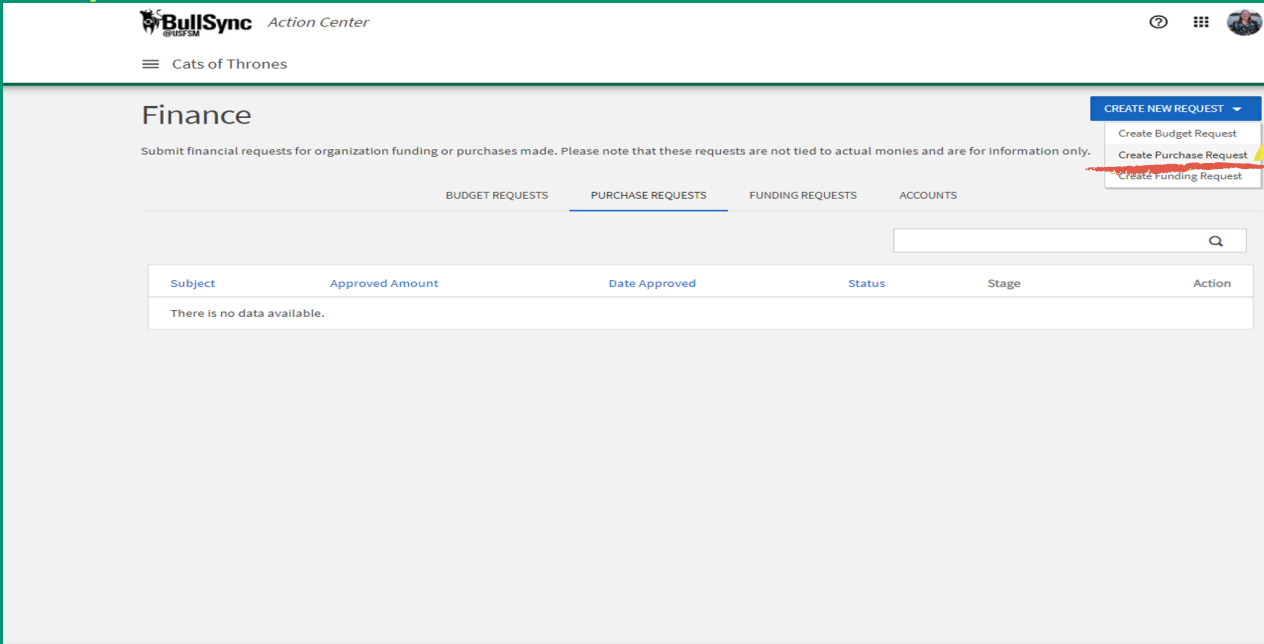 BullSync Action Center
@USFSM
Cats of Thrones
Finance
CREATE NEW REQUEST
Create Budget Request
Submit financial requests for organization funding or purchases made. Please note that these requests are not tied to actual monies and are for information only.
Create Purchase Request
Create Funding Request
BUDGET REQUESTS PURCHASE REQUESTS FUNDING REQUESTS ACCOUNTS
Subject Approved Amount Date Approved Status Stage Action
There is no data available.